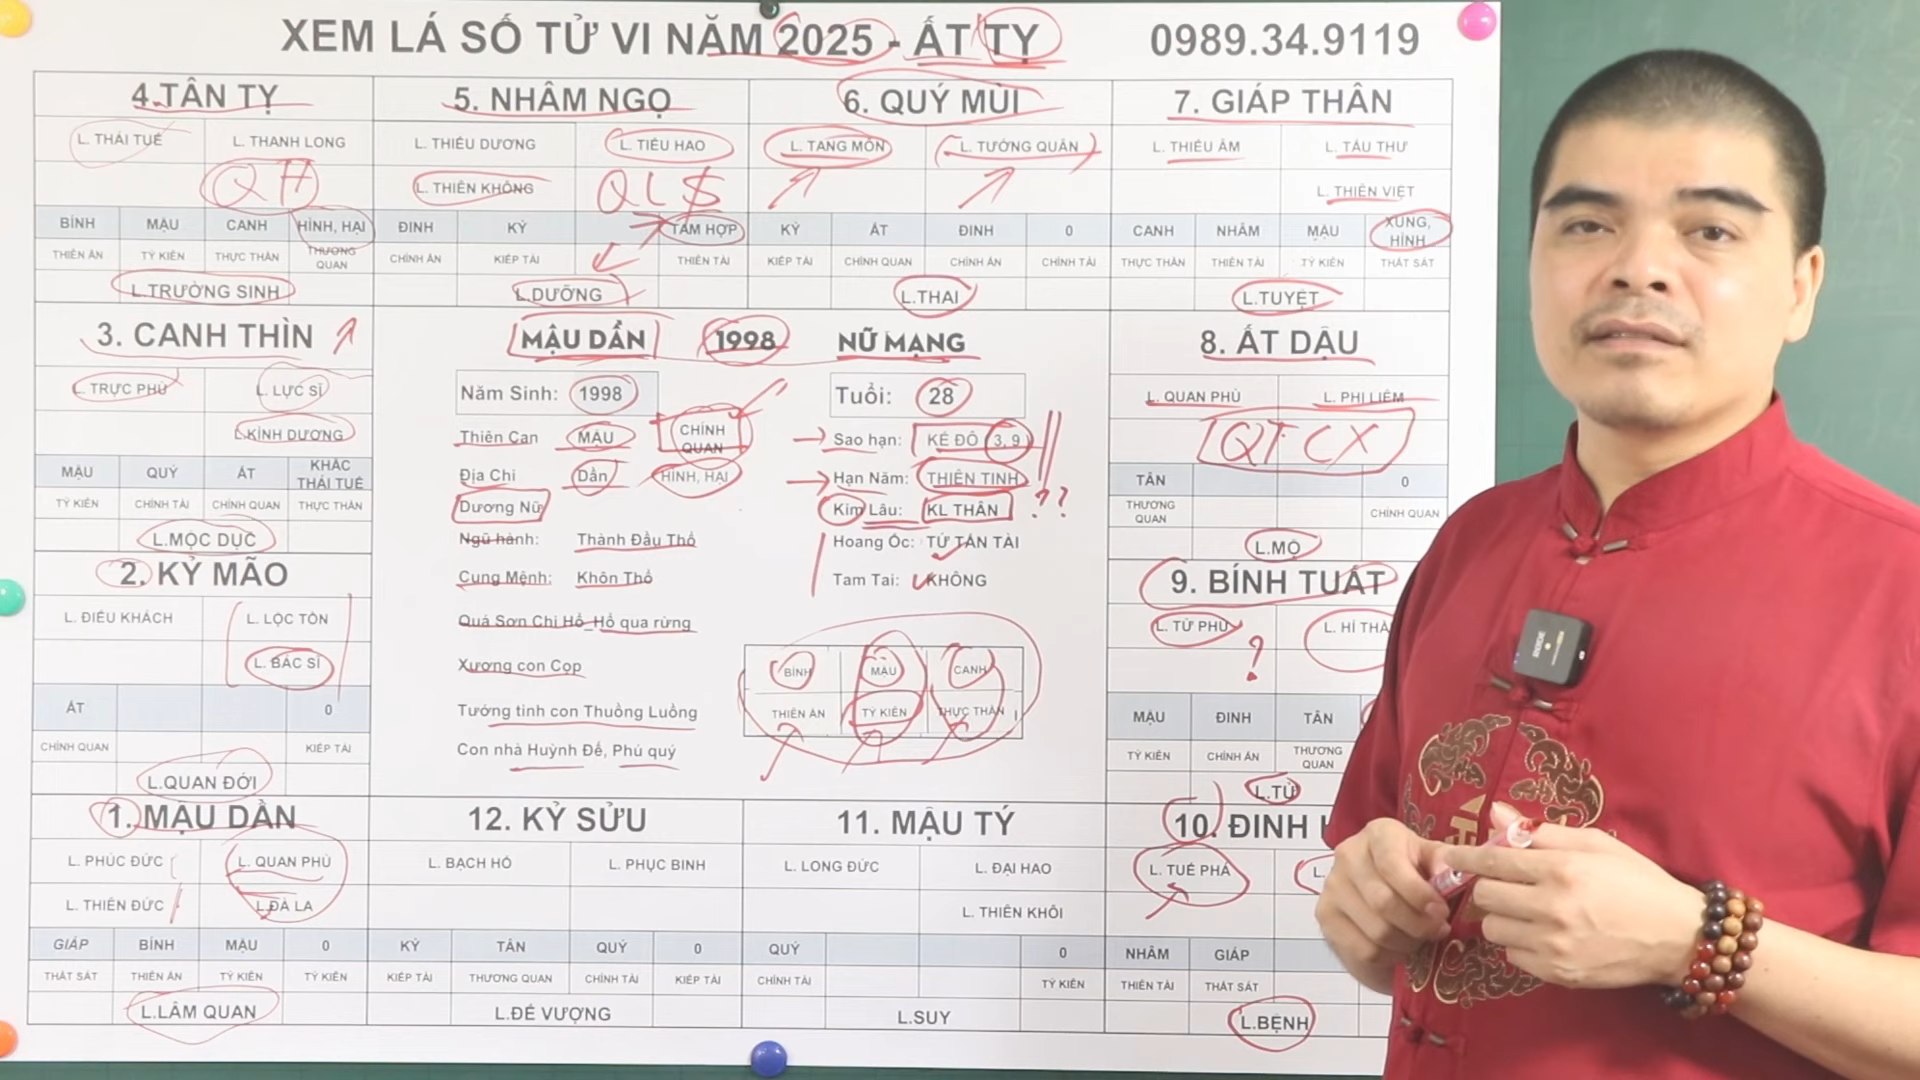 XEM LÁ SỐ TỬ VI NĂM 2025 - ẤT TỴ 0989.34.9119
4.TÂN TỴ
L. THÁI TUẾ L. THANH LONG
QH
BÍNH MẬU CANH HÌNH, HẠI
THIÊN ẤN TỶ KIÊN THỰC THẦN THƯƠNG QUAN
L.TRƯỜNG SINH
5. NHÂM NGỌ
L. THIẾU DƯƠNG L. TIỂU HAO
L. THIÊN KHÔNG QL$
ĐINH KỶ TAM HỢP
CHÍNH ẤN KIẾP TÀI THIÊN TÀI
L.DƯỠNG
6. QUÝ MÙI
L. TANG MÔN L. TƯỚNG QUÂN
KỶ ẤT ĐINH 0
KIẾP TÀI CHÍNH QUAN CHÍNH ẤN CHÍNH TÀI
L.THAI
7. GIÁP THÂN
L. THIẾU ÂM L. TẤU THƯ
L. THIÊN VIỆT
CANH NHÂM MẬU XUNG, HÌNH
THỰC THẦN THIÊN TÀI TỶ KIÊN THẤT SÁT
L.TUYỆT
3. CANH THÌN
L. TRỰC PHÙ L. LỰC SĨ
L. KÌNH DƯƠNG
MẬU QUÝ ẤT KHẮC THÁI TUẾ
TỶ KIÊN CHÍNH TÀI CHÍNH QUAN THỰC THẦN
L.MỘC DỤC
MẬU DẦN 1998 NỮ MẠNG
Năm Sinh: 1998 Tuổi: 28
Thiên Can MẬU CHÍNH QUAN Sao hạn: KẾ ĐÔ (3, 9)
Địa Chi Dần HÌNH, HẠI Hạn Năm: THIÊN TINH
Dương Nữ Kim Lâu: KL THÂN ??
Ngũ hành: Thành Đầu Thổ Hoang Ốc: TỨ TẤN TÀI
Cung Mệnh: Khôn Thổ Tam Tai: KHÔNG
Quá Sơn Chi Hổ_Hổ qua rừng
Xương con Cọp
Tướng tinh con Thuồng Luồng
Con nhà Huỳnh Đế, Phú quý
BÍNH MẬU CANH
THIÊN ẤN TỶ KIÊN THỰC THẦN
8. ẤT DẬU
L. QUAN PHÙ L. PHI LIÊM
QTCX
TÂN 0
THƯƠNG QUAN CHÍNH QUAN
L.MỘ
2. KỶ MÃO
L. ĐIẾU KHÁCH L. LỘC TỒN
L. BÁC SĨ
ẤT 0
CHÍNH QUAN KIẾP TÀI
L.QUAN ĐỚI
9. BÍNH TUẤT
L. TỬ PHÙ L. HỈ THẦ
?
MẬU ĐINH TÂN
TỶ KIÊN CHÍNH ẤN THƯƠNG QUAN
L.TỬ
1. MẬU DẦN
L. PHÚC ĐỨC L. QUAN PHỦ
L. THIÊN ĐỨC L.ĐÀ LA
GIÁP BÍNH MẬU 0
THẤT SÁT THIÊN ẤN TỶ KIÊN TỶ KIÊN
L.LÂM QUAN
12. KỶ SỬU
L. BẠCH HỔ L. PHỤC BINH
KỶ TÂN QUÝ 0
KIẾP TÀI THƯƠNG QUAN CHÍNH TÀI KIẾP TÀI
L.ĐẾ VƯỢNG
11. MẬU TÝ
L. LONG ĐỨC L. ĐẠI HAO
L. THIÊN KHÔI
QUÝ 0
CHÍNH TÀI TỶ KIÊN
L.SUY
10. ĐINH H
L. TUẾ PHÁ L.
NHÂM GIÁP
THIÊN TÀI THẤT SÁT
L.BỆNH
RODE